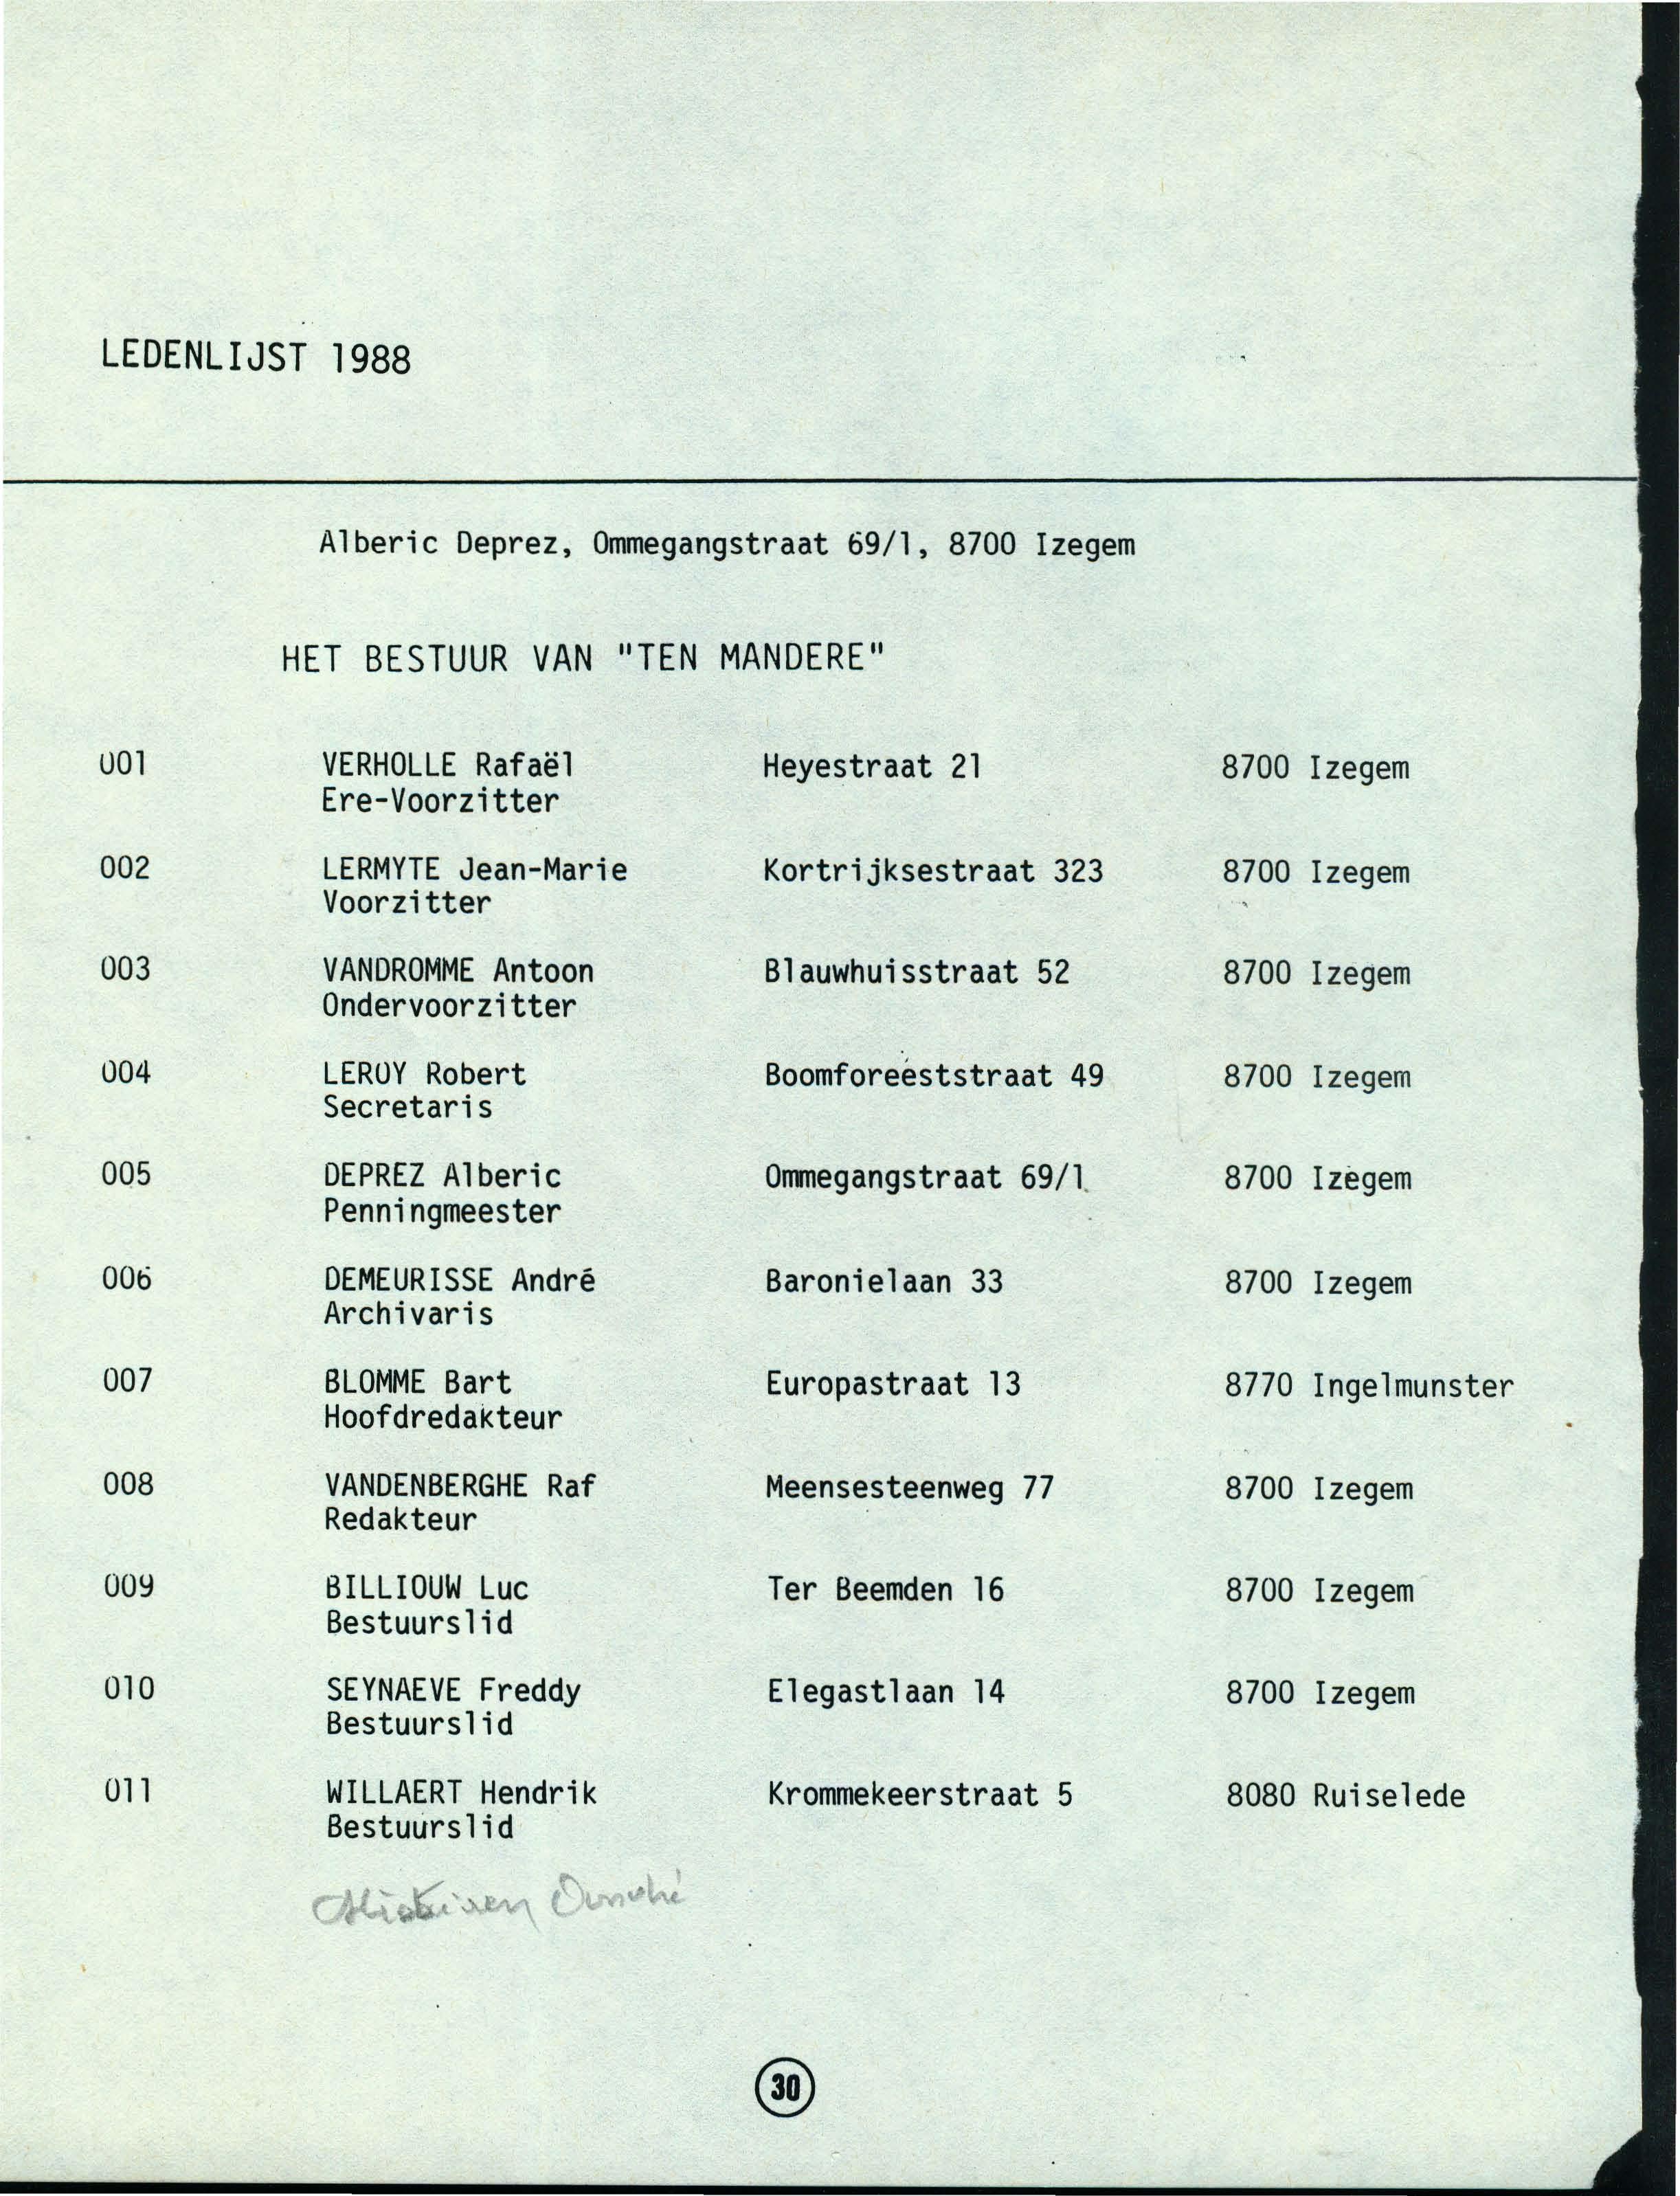 LEDENLIJST 1988
Alberic Deprez, Ommegangstraat 69/1, 8700 Izegem
HET BESTUUR VAN "TEN MANDERE"
001 VERHOLLE Rafaël Heyestraat 21 8700 Izegem
Ere-Voorzitter
002 LERMYTE Jean-Marie Kortrijksestraat 323 8700 Izegem
Voorzitter
003 VANDROMME Antoon Blauwhuisstraat 52 8700 Izegem
Ondervoorzitter
004 LEROY Robert Boomforeeststraat 49 8700 Izegem
Secretaris
005 DEPREZ Alberic Ommegangstraat 69/1 8700 Izegem
Penningmeester
006 DEMEURISSE André Baronielaan 33 8700 Izegem
Archivaris
007 BLOMME Bart Europastraat 13 8770 Ingelmunster
Hoofdredakteur
008 VANDENBERGHE Raf Meensesteenweg 77 8700 Izegem
Redakteur
009 BILLIOUW Luc Ter Beemden 16 8700 Izegem
Bestuurslid
010 SEYNAEVE Freddy Elegastlaan 14 8700 Izegem
Bestuurslid
011 WILLAERT Hendrik Krommekeerstraat 5 8080 Ruiselede
Bestuurslid
30